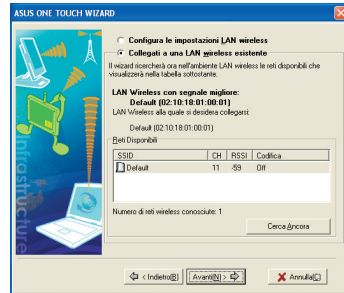 ASUS ONE TOUCH WIZARD
Configura le impostazioni LAN wireless
Collegati a una LAN wireless esistente
Il wizard ricercherà ora nell'ambiente LAN wireless le reti disponibili che
visualizzerà nella tabella sottostante.
LAN Wireless con segnale migliore:
Default (02:10:18:01:00:01)
LAN Wireless alla quale si desidera collegarsi:
Default (02:10:18:01:00:01)
Reti Disponibili
SSID CH RSSI Codifica
Default 11 -59 Off
Numero di reti wireless conosciute: 1
Cerca Ancora
< Indietro(B) Avanti(N) > Annulla(C)
Infrastructure